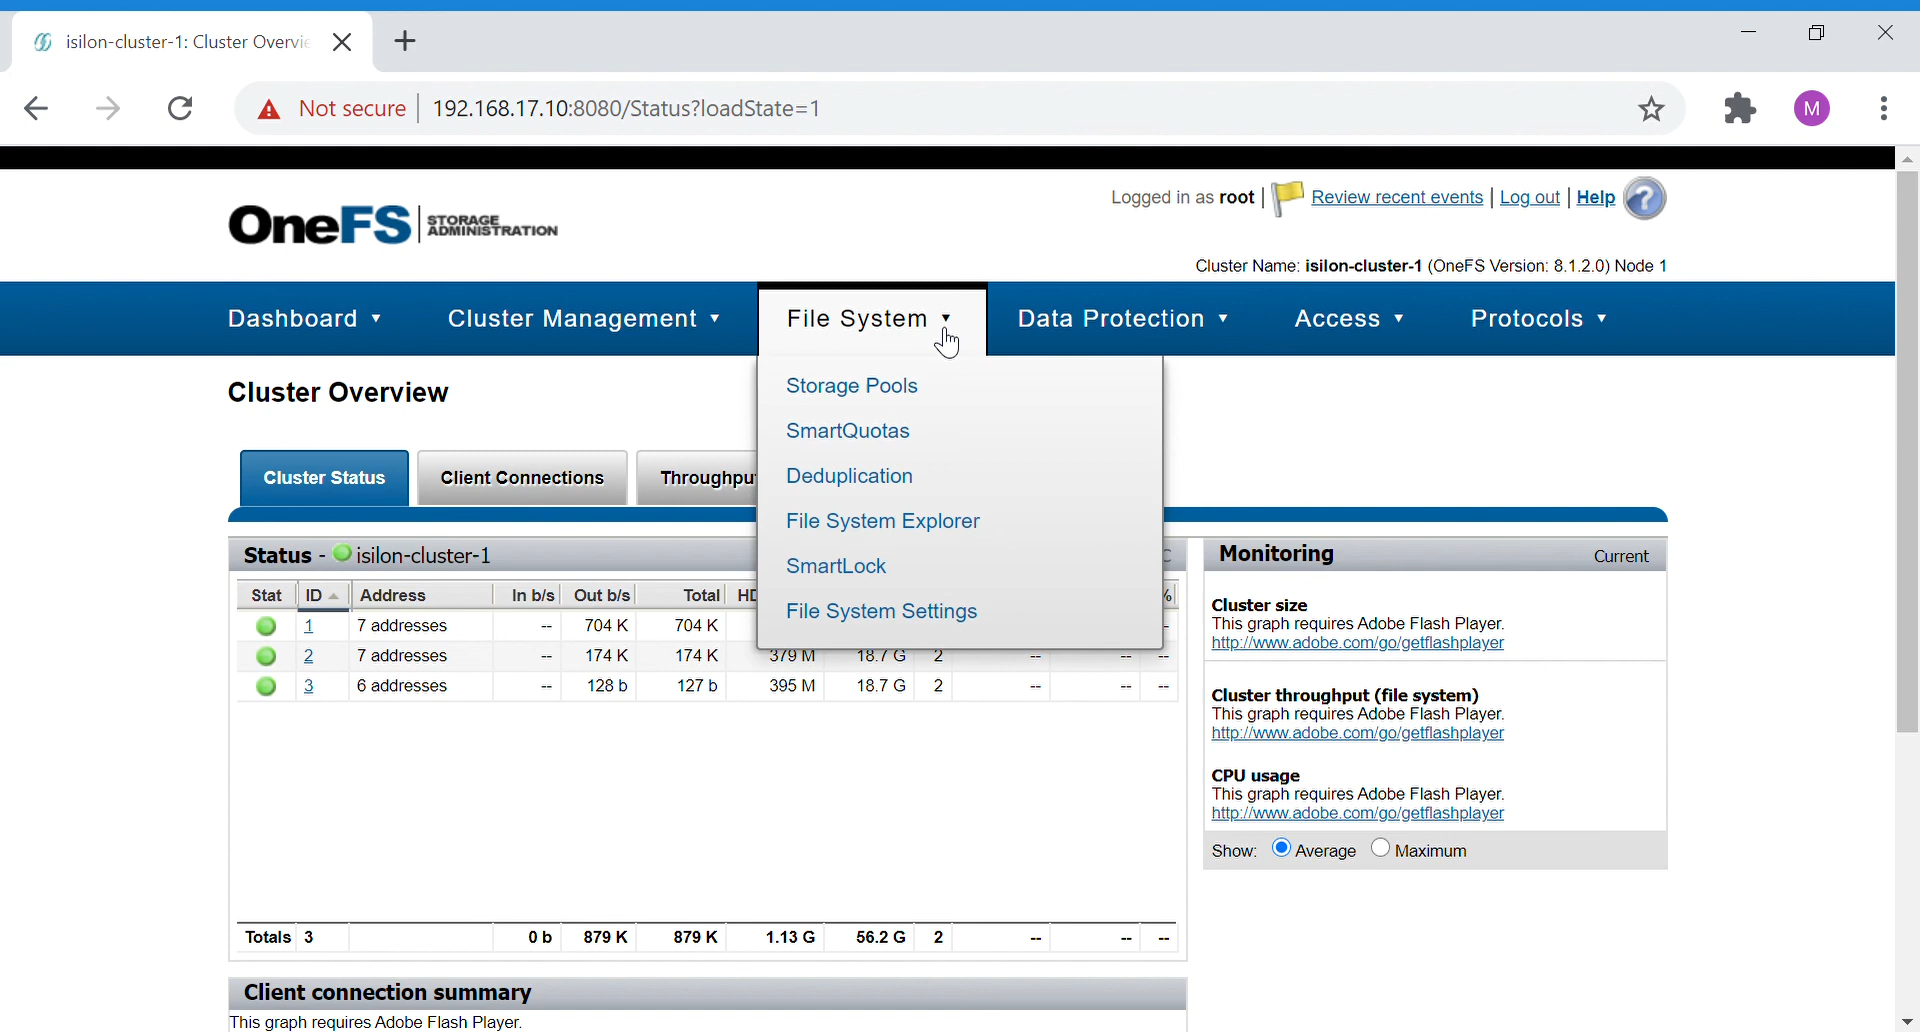 isilon-cluster-1: Cluster Overvie
Not secure 192.168.17.10:8080/Status?loadState=1
M
Logged in as root Review recent events Log out Help ?
OneFS STORAGE ADMINISTRATION
Cluster Name: isilon-cluster-1 (OneFS Version: 8.1.2.0) Node 1
Dashboard Cluster Management File System Data Protection Access Protocols
Storage Pools
SmartQuotas
Deduplication
File System Explorer
SmartLock
File System Settings
Cluster Overview
Cluster Status Client Connections Throughpu
Status - isilon-cluster-1
Stat ID Address In b/s Out b/s Total HD %
1 7 addresses -- 704 K 704 K
2 7 addresses -- 174 K 174 K 379 M 18.7 G 2 -- -- --
3 6 addresses -- 128 b 127 b 395 M 18.7 G 2 -- -- --
Totals 3 0 b 879 K 879 K 1.13 G 56.2 G 2 -- -- --
Monitoring Current
Cluster size
This graph requires Adobe Flash Player.
http://www.adobe.com/go/getflashplayer
Cluster throughput (file system)
This graph requires Adobe Flash Player.
http://www.adobe.com/go/getflashplayer
CPU usage
This graph requires Adobe Flash Player.
http://www.adobe.com/go/getflashplayer
Show: Average Maximum
Client connection summary
This graph requires Adobe Flash Player.